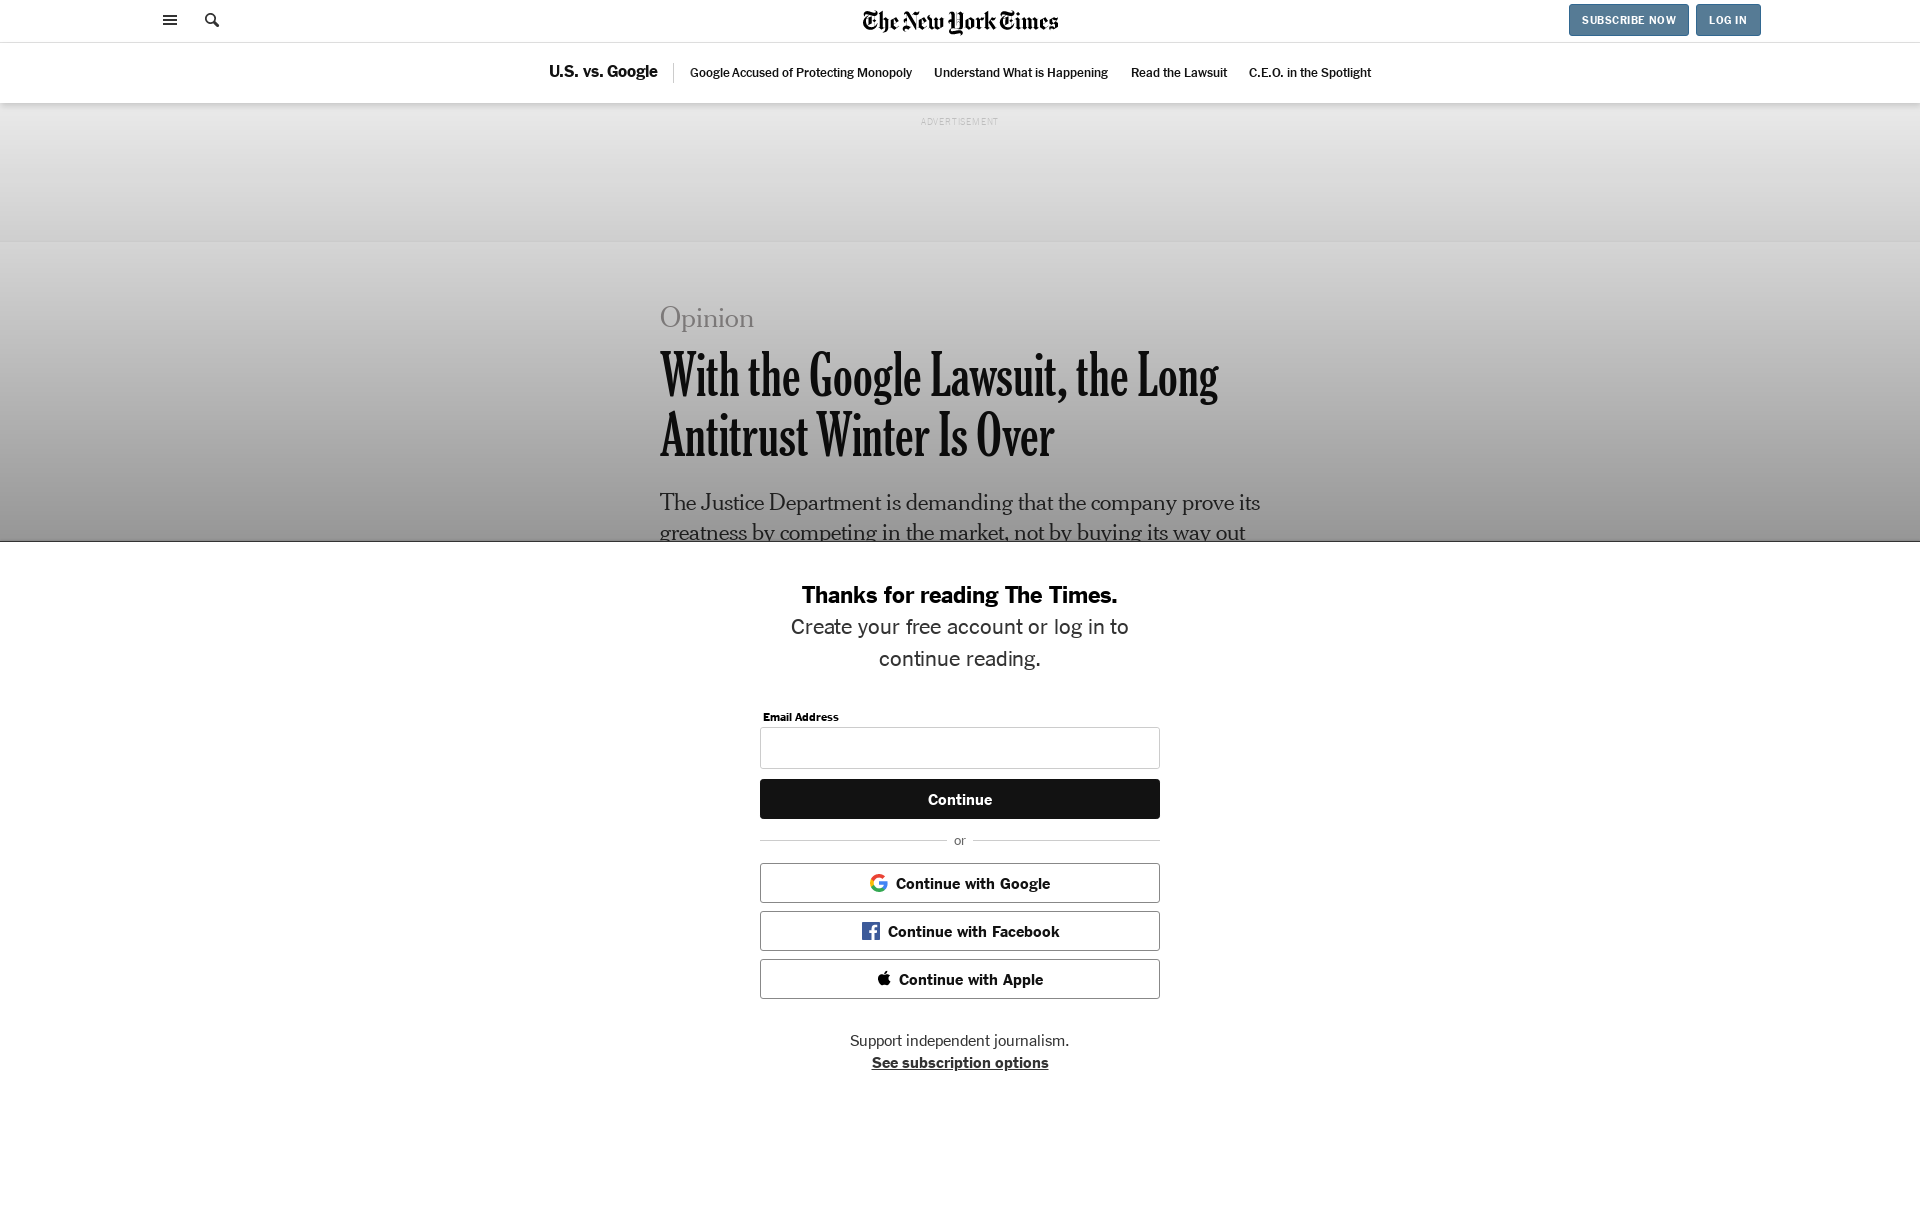 The New York Times
SUBSCRIBE NOW
LOG IN
U.S. vs. Google
Google Accused of Protecting Monopoly
Understand What is Happening
Read the Lawsuit
C.E.O. in the Spotlight
ADVERTISEMENT
Opinion
With the Google Lawsuit, the Long
Antitrust Winter Is Over
The Justice Department is demanding that the company prove its
greatness by competing in the market, not by buying its way out
Thanks for reading The Times.
Create your free account or log in to
continue reading.
Email Address
Continue
or
Continue with Google
Continue with Facebook
Continue with Apple
Support independent journalism.
See subscription options